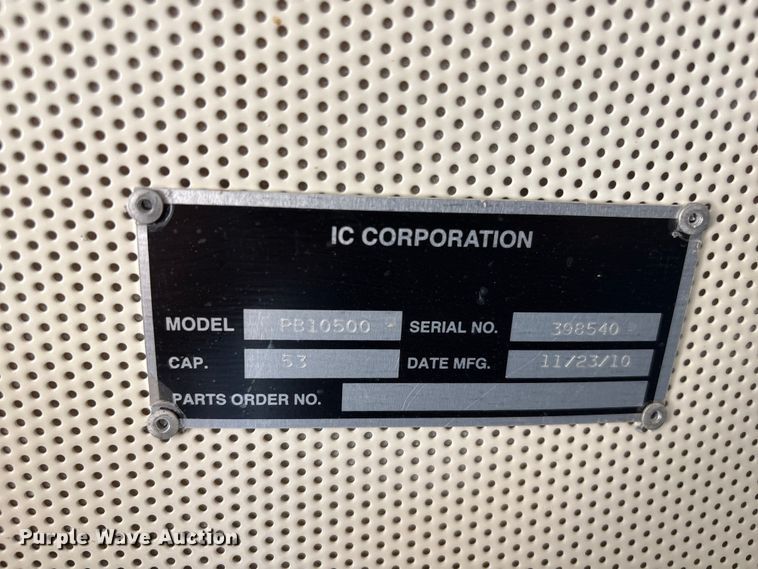 IC CORPORATION
MODEL PB10500 SERIAL NO. 398540
CAP. 53 DATE MFG. 11/23/10
PARTS ORDER NO.
Purple Wave Auction